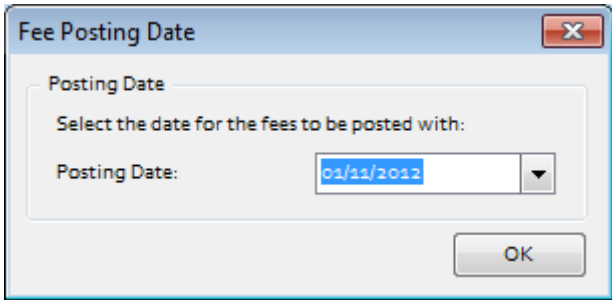 Fee Posting Date
Posting Date
Select the date for the fees to be posted with:
Posting Date: 01/11/2012
OK